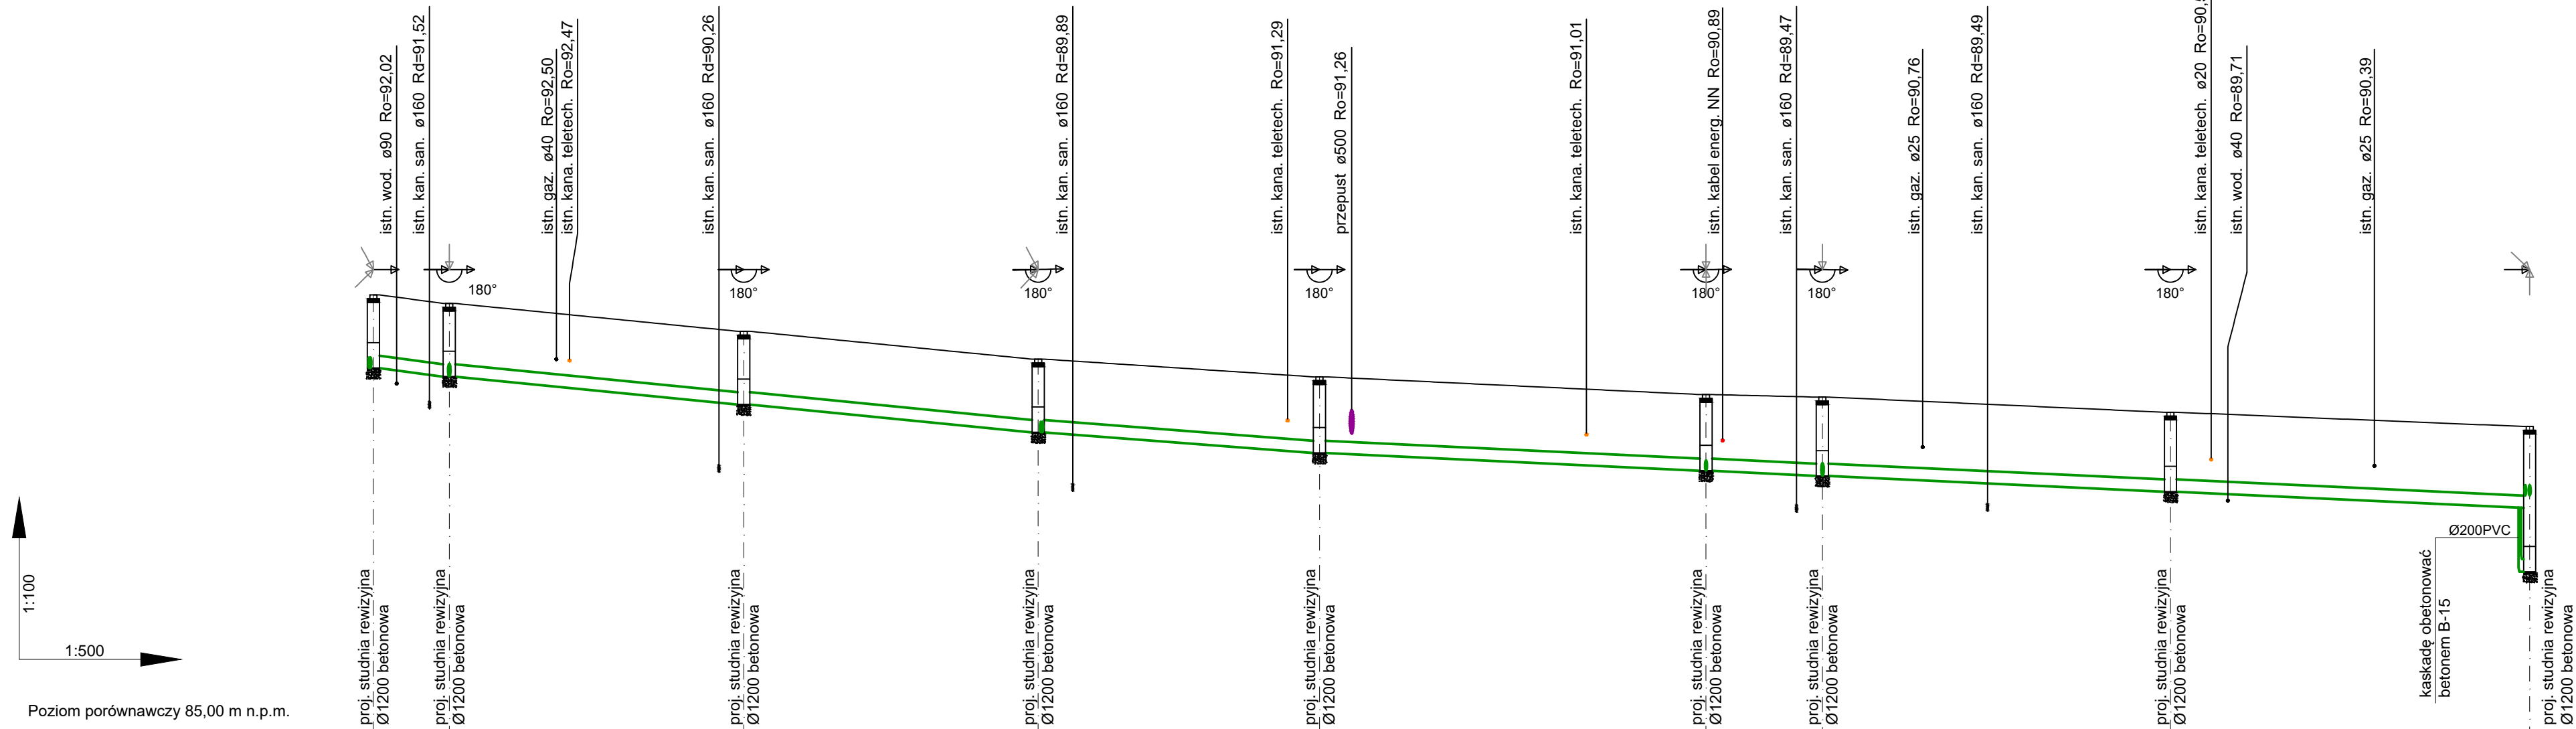 istn. wod. ø90 Ro=92,02
istn. kan. san. ø160 Rd=91,52
istn. gaz. ø40 Ro=92,50
istn. kana. teletech. Ro=92,47
istn. kan. san. ø160 Rd=90,26
istn. kan. san. ø160 Rd=89,89
istn. kana. teletech. Ro=91,29
przepust ø500 Ro=91,26
istn. kana. teletech. Ro=91,01
istn. kabel energ. NN Ro=90,89
istn. kan. san. ø160 Rd=89,47
istn. gaz. ø25 Ro=90,76
istn. kan. san. ø160 Rd=89,49
istn. kana. teletech. ø20
istn. wod. ø40 Ro=89,71
istn. gaz. ø25 Ro=90,39
180°
180°
180°
180°
180°
180°
180°
Ø200PVC
kaskadę obetonować
betonem B-15
proj. studnia rewizyjna
Ø1200 betonowa
proj. studnia rewizyjna
Ø1200 betonowa
proj. studnia rewizyjna
Ø1200 betonowa
proj. studnia rewizyjna
Ø1200 betonowa
proj. studnia rewizyjna
Ø1200 betonowa
proj. studnia rewizyjna
Ø1200 betonowa
proj. studnia rewizyjna
Ø1200 betonowa
proj. studnia rewizyjna
Ø1200 betonowa
proj. studnia rewizyjna
Ø1200 betonowa
1:100
1:500
Poziom porównawczy 85,00 m n.p.m.